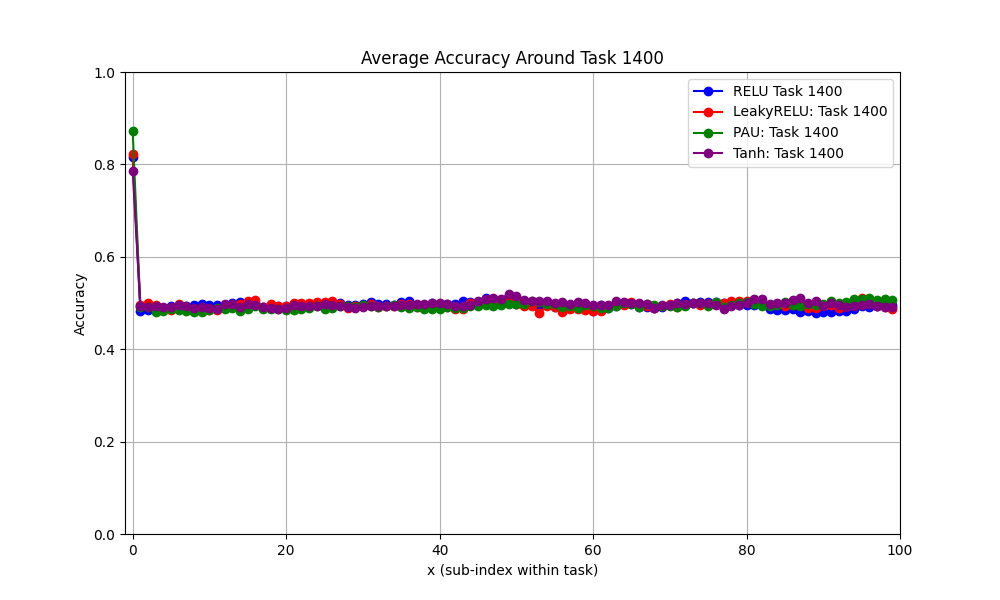 Average Accuracy Around Task 1400
1.0
0.8
0.6
0.4
0.2
0.0
Accuracy
RELU Task 1400
LeakyRELU: Task 1400
PAU: Task 1400
Tanh: Task 1400
0 20 40 60 80 100
x (sub-index within task)